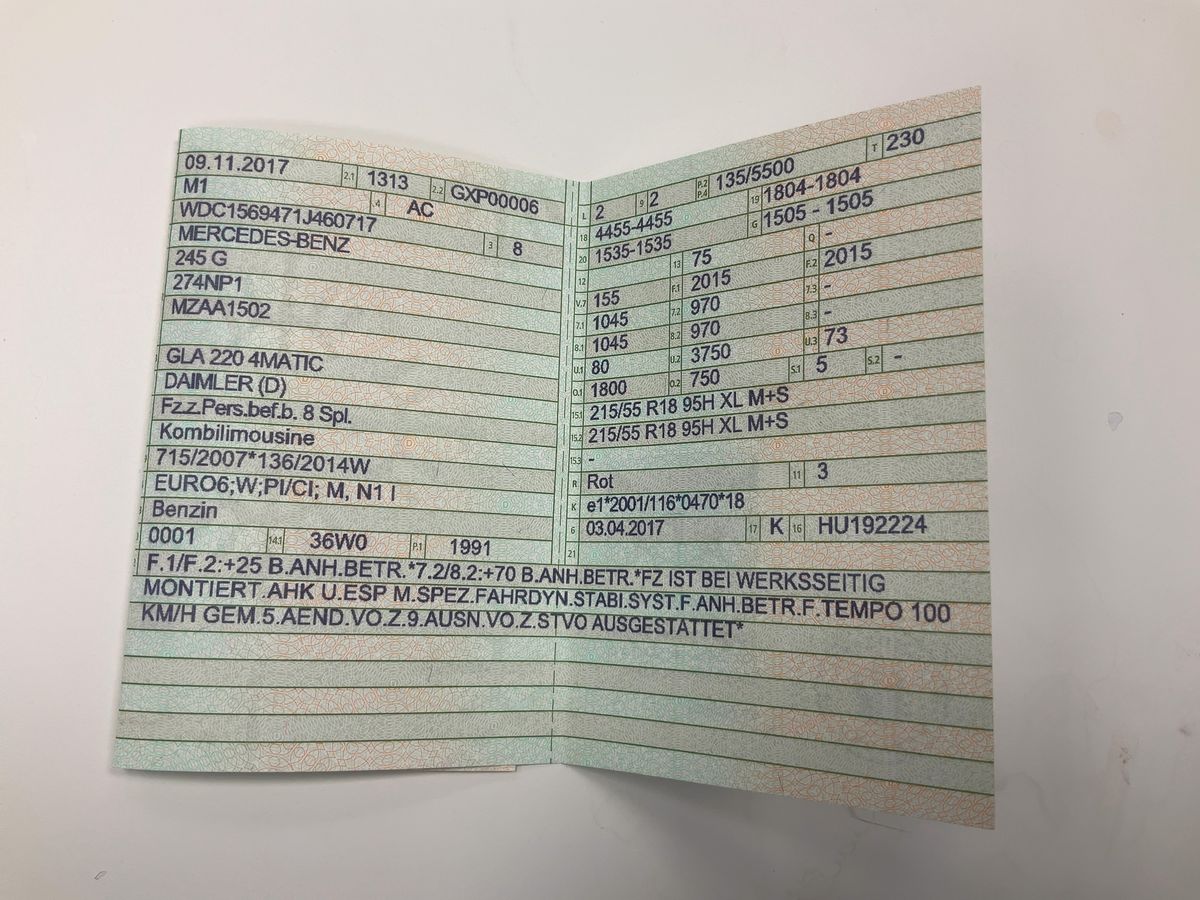 09.11.2017 2.1 1313 2.2 GXP00006
M1 4 AC
WDC1569471J460717 3 8
MERCEDES-BENZ
245 G
274NP1
MZAA1502
GLA 220 4MATIC
DAIMLER (D)
Fz.z.Pers.bef.b. 8 Spl.
Kombilimousine
715/2007*136/2014W
EURO6;W;PI/CI; M, N1 I
Benzin
0001 14.1 36W0 P.1 1991
L 2 9 2 P.2 P.4 135/5500 T 230
18 4455-4455 19 1804-1804
20 1535-1535 G 1505 - 1505
12 13 75 Q -
V.7 155 F.1 2015 F.2 2015
7.1 1045 7.2 970 7.3 -
8.1 1045 8.2 970 8.3 -
U.1 80 U.2 3750 U.3 73
O.1 1800 O.2 750 S.1 5 S.2 -
15.1 215/55 R18 95H XL M+S
15.2 215/55 R18 95H XL M+S
15.3 -
R Rot 11 3
K e1*2001/116*0470*18
6 03.04.2017 17 K 16 HU192224
21
F.1/F.2:+25 B.ANH.BETR.*7.2/8.2:+70 B.ANH.BETR.*FZ IST BEI WERKSSEITIG
MONTIERT.AHK U.ESP M.SPEZ.FAHRDYN.STABI.SYST.F.ANH.BETR.F.TEMPO 100
KM/H GEM.5.AEND.VO.Z.9.AUSN.VO.Z.STVO AUSGESTATTET*